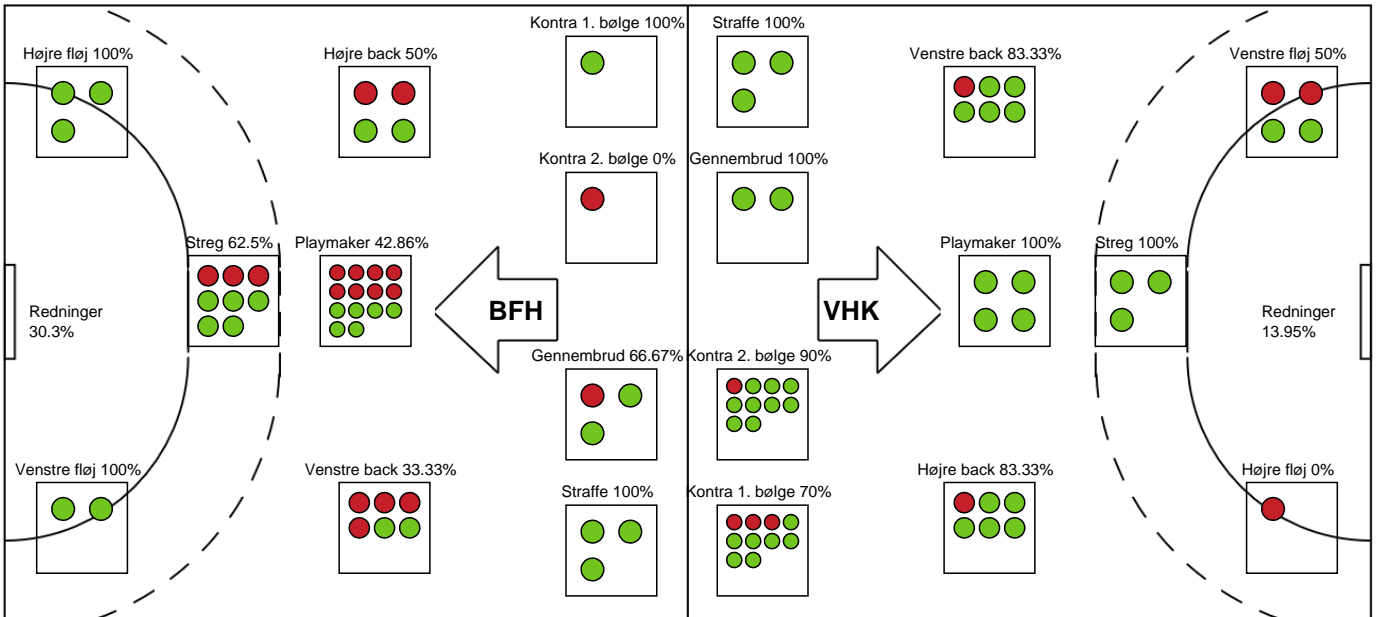 Kontra 1. bølge 100%
Straffe 100%
Højre fløj 100%
Højre back 50%
Venstre back 83.33%
Venstre fløj 50%
Kontra 2. bølge 0%
Gennembrud 100%
Streg 62.5%
Playmaker 42.86%
Playmaker 100%
Streg 100%
Redninger
30.3%
BFH
VHK
Redninger
13.95%
Gennembrud 66.67%
Kontra 2. bølge 90%
Venstre fløj 100%
Venstre back 33.33%
Højre back 83.33%
Højre fløj 0%
Straffe 100%
Kontra 1. bølge 70%